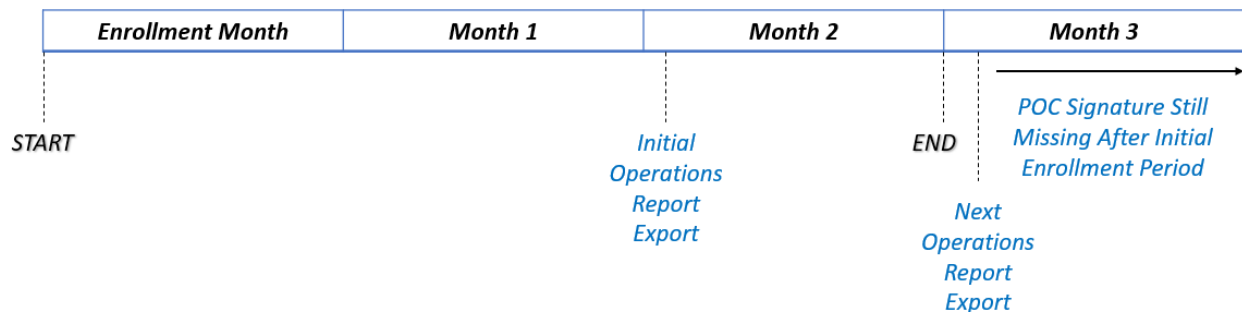 Enrollment Month
Month 1
Month 2
Month 3
START
Initial
Operations
Report
Export
END
Next
Operations
Report
Export
POC Signature Still
Missing After Initial
Enrollment Period